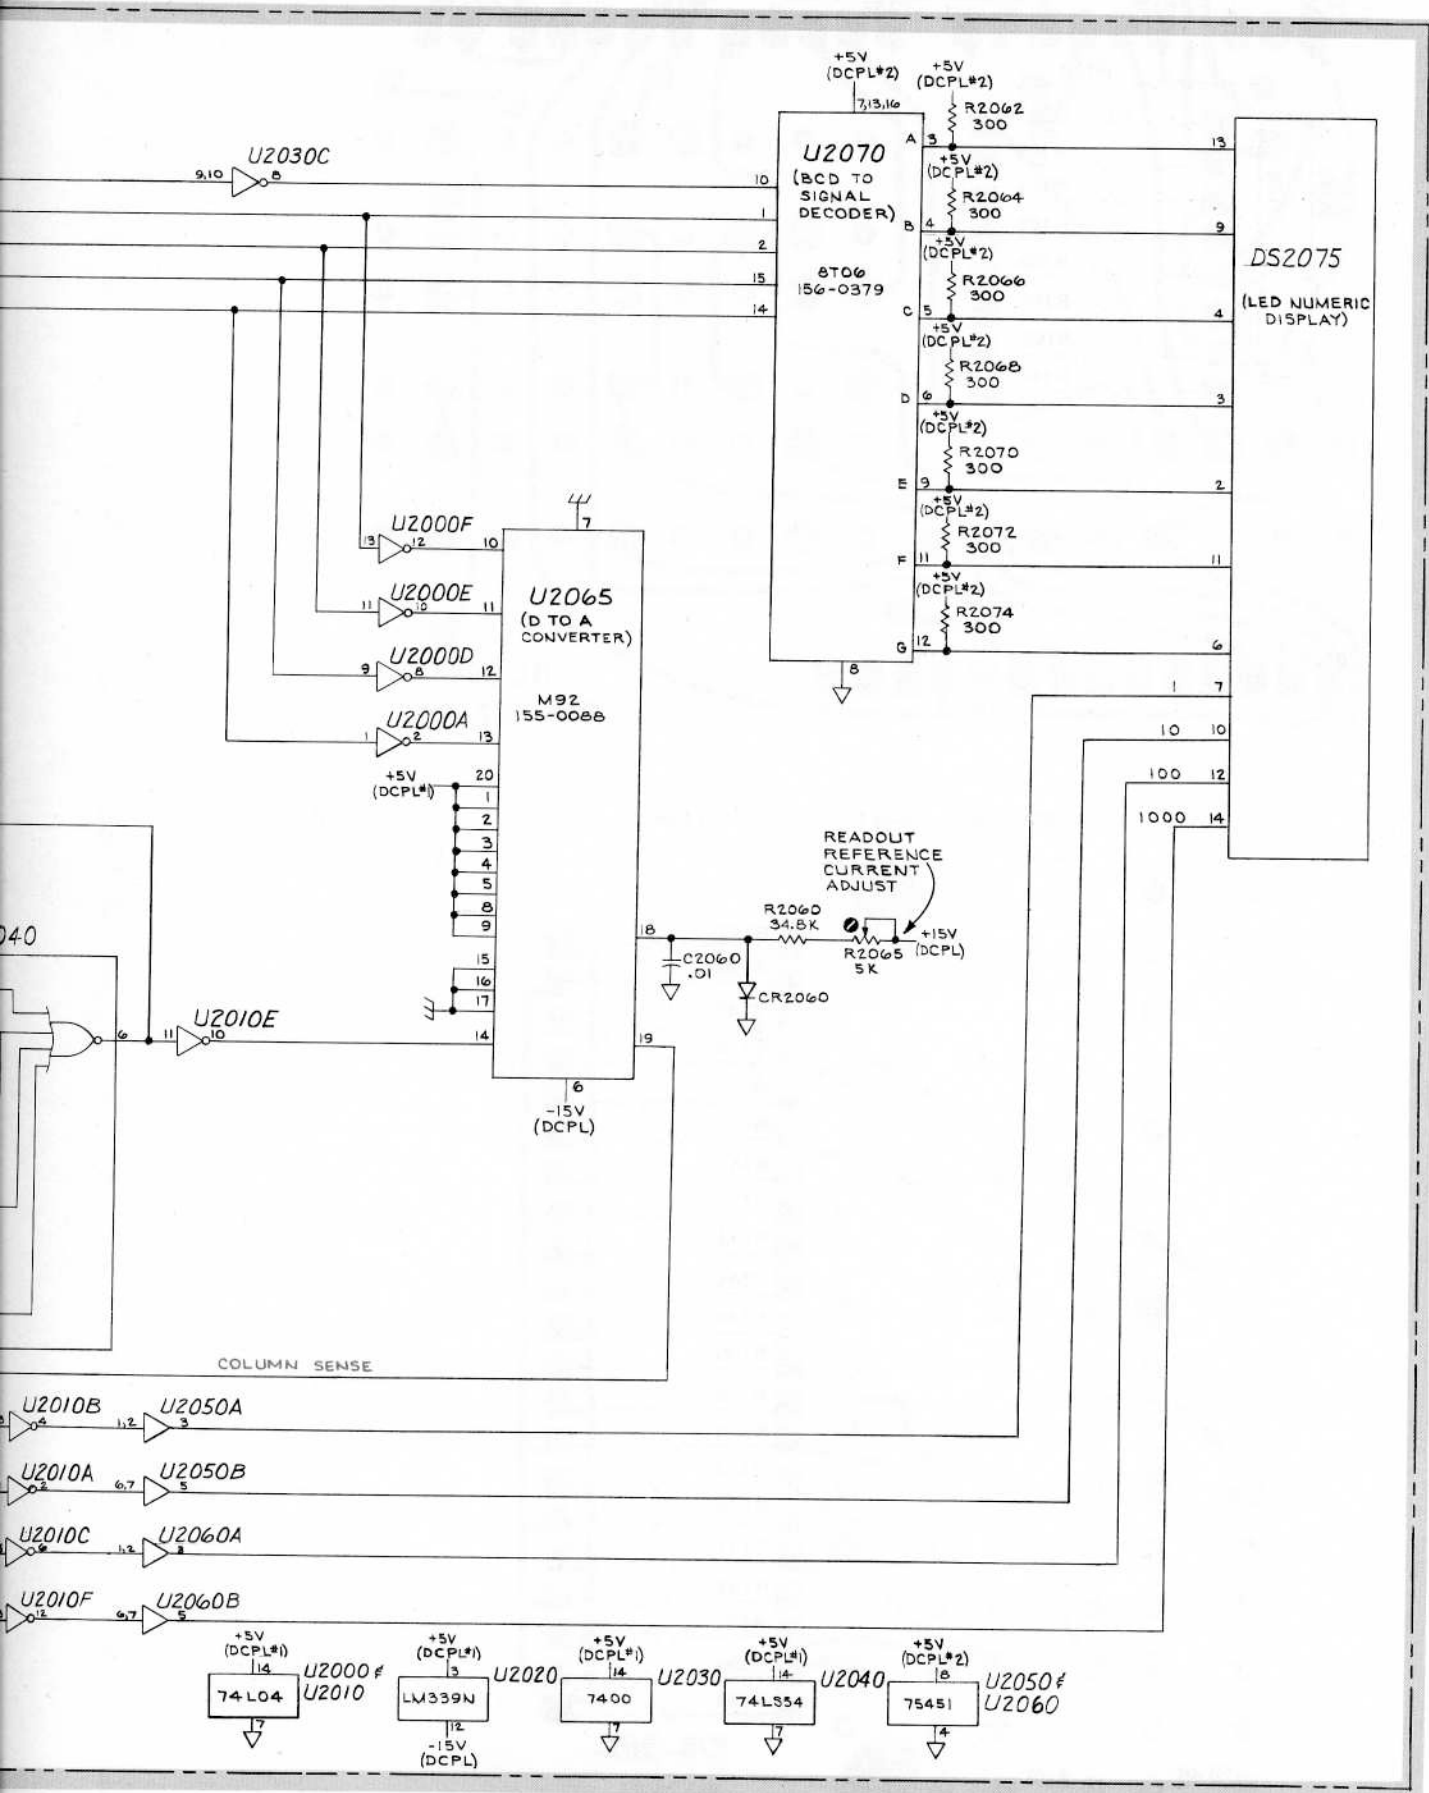 +5V
(DCPL#2)
7,13,16
+5V
(DCPL#2)
R2062
300
U2070
(BCD TO
SIGNAL
DECODER)
8T06
156-0379
A 3
13
+5V
(DCPL#2)
R2064
300
B 4
9
+5V
(DCPL#2)
R2066
300
C 5
4
+5V
(DCPL#2)
R2068
300
D 6
3
+5V
(DCPL#2)
R2070
300
E 9
2
+5V
(DCPL#2)
R2072
300
F 11
11
+5V
(DCPL#2)
R2074
300
G 12
6
8
DS2075
(LED NUMERIC
DISPLAY)
1 7
10 10
100 12
1000 14
U2030C
9,10 8
10
1
2
15
14
U2000F
13 12 10
U2000E
11 10 11
U2000D
9 8 12
U2000A
1 2 13
7
U2065
(D TO A
CONVERTER)
M92
155-0088
+5V
(DCPL#1)
20
1
2
3
4
5
8
9
15
16
17
14
18
19
6
-15V
(DCPL)
C2060
.01
CR2060
R2060
34.8K
R2065
5K
+15V
(DCPL)
READOUT
REFERENCE
CURRENT
ADJUST
040
6
U2010E
11 10
COLUMN SENSE
U2010B
4
U2050A
1,2 3
U2010A
2
U2050B
6,7 5
U2010C
6
U2060A
1,2 3
U2010F
12
U2060B
6,7 5
+5V
(DCPL#1)
14
74L04
7
U2000 &
U2010
+5V
(DCPL#1)
3
LM339N
12
-15V
(DCPL)
U2020
+5V
(DCPL#1)
14
7400
7
U2030
+5V
(DCPL#1)
14
74LS54
7
U2040
+5V
(DCPL#2)
8
75451
4
U2050 &
U2060